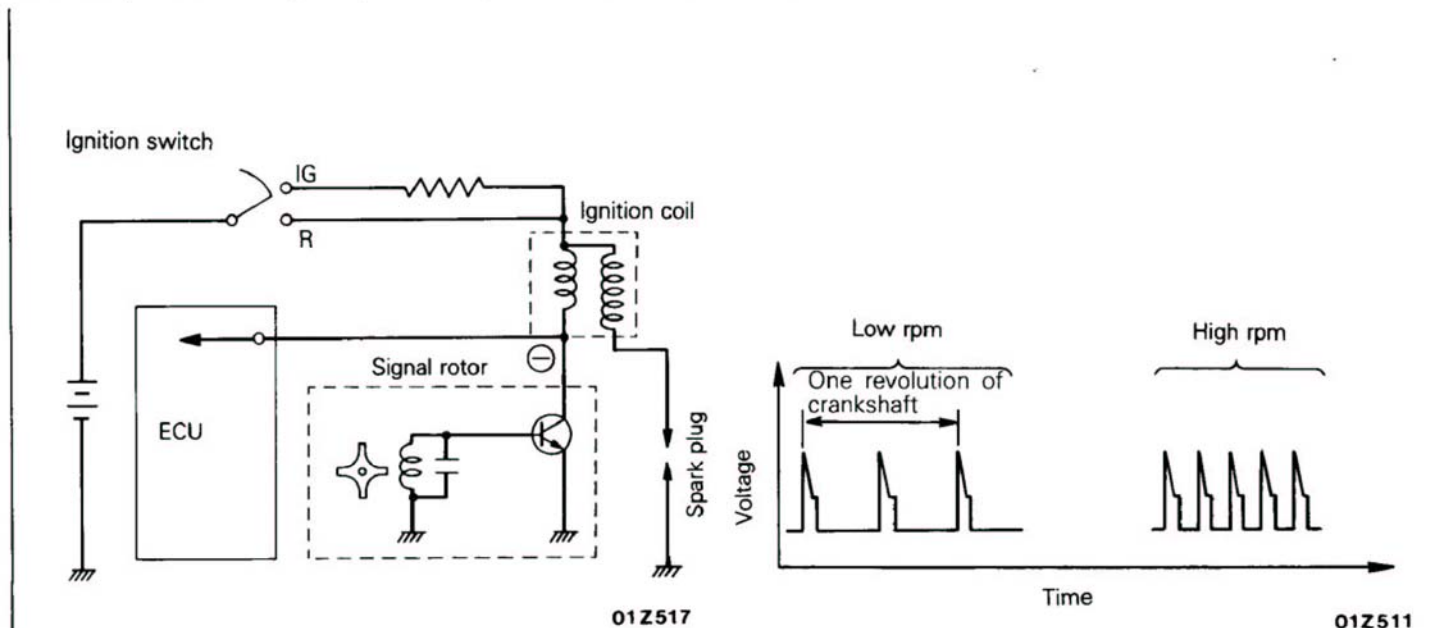 Ignition switch
IG
R
Ignition coil
ECU
Signal rotor
Spark plug
01Z517
Low rpm
High rpm
One revolution of
crankshaft
Voltage
Time
01Z511